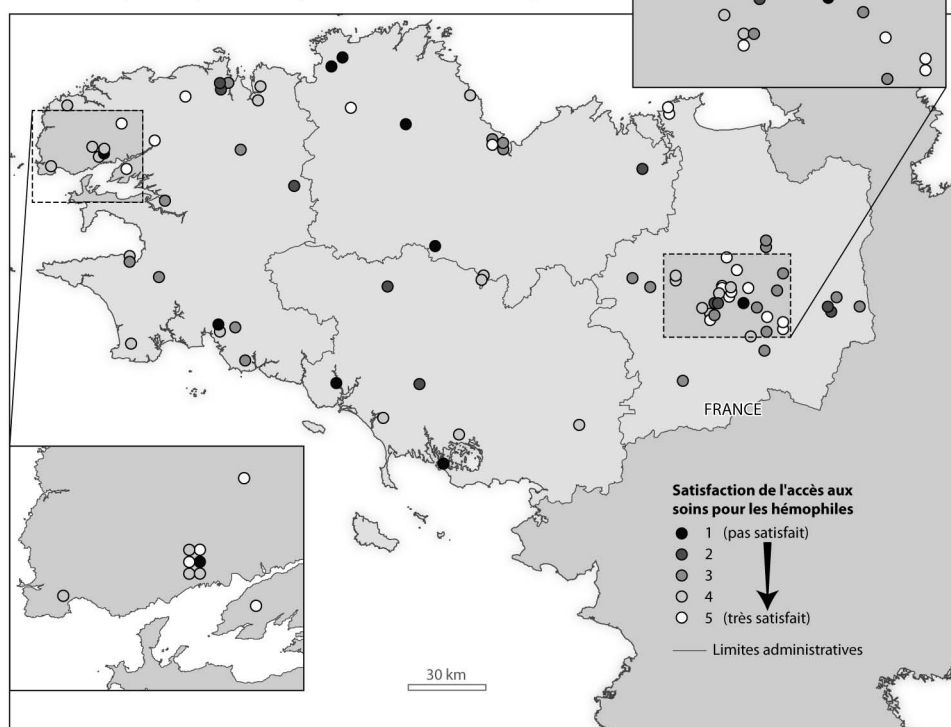 FRANCE
Satisfaction de l'accès aux
soins pour les hémophiles
1 (pas satisfait)
2
3
4
5 (très satisfait)
Limites administratives
30 km